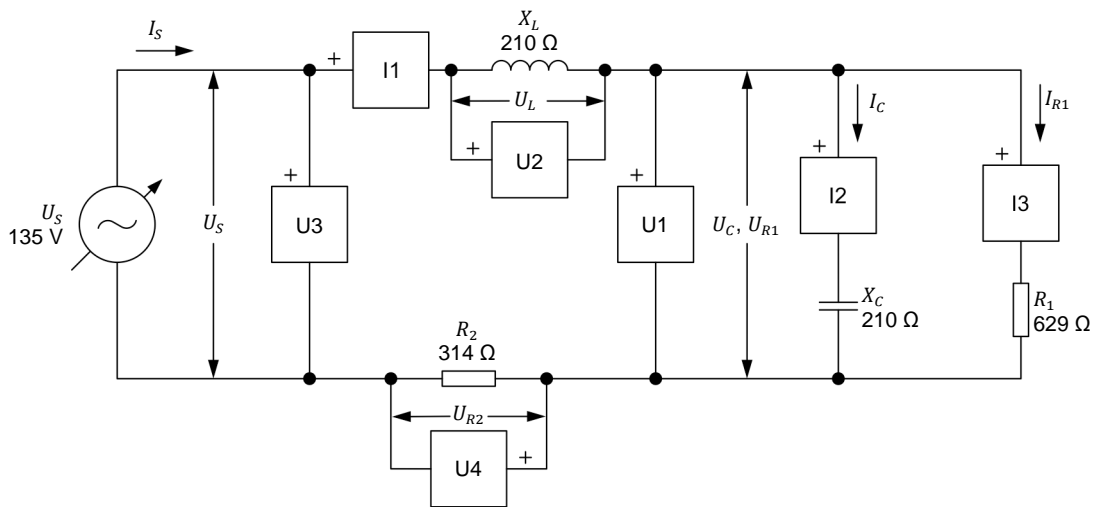 I_S
X_L
210 Ω
+
I1
U_L
+
U2
U_S
135 V
U_S
+
U3
+
U1
U_C, U_R1
I_C
+
I2
X_C
210 Ω
I_R1
+
I3
R_1
629 Ω
R_2
314 Ω
U_R2
U4
+